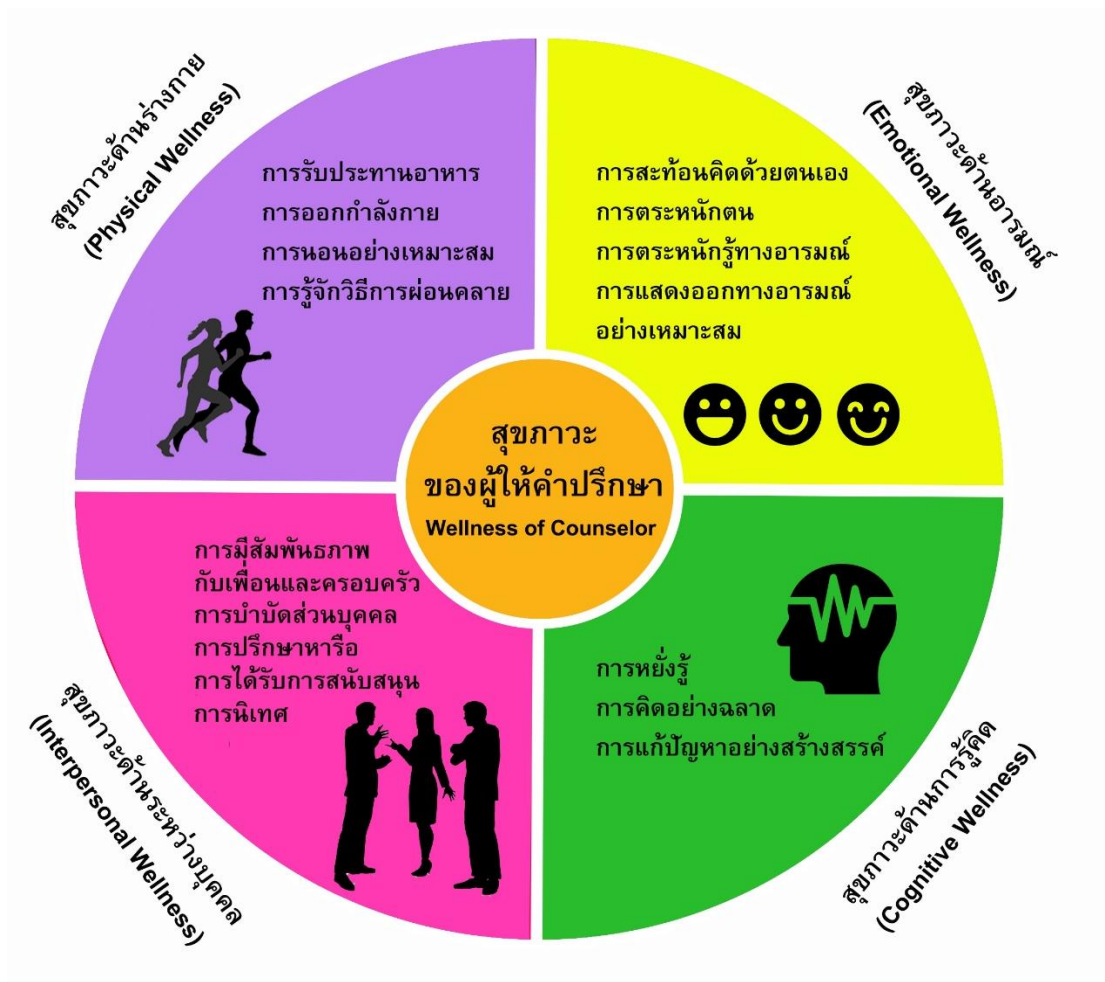 สุขภาวะด้านร่างกาย
(Physical Wellness)
การรับประทานอาหาร
การออกกำลังกาย
การนอนอย่างเหมาะสม
การรู้จักวิธีการผ่อนคลาย
สุขภาวะด้านอารมณ์
(Emotional Wellness)
การสะท้อนคิดด้วยตนเอง
การตระหนักตน
การตระหนักรู้ทางอารมณ์
การแสดงออกทางอารมณ์
อย่างเหมาะสม
สุขภาวะ
ของผู้ให้คำปรึกษา
Wellness of Counselor
การมีสัมพันธภาพ
กับเพื่อนและครอบครัว
การบำบัดส่วนบุคคล
การปรึกษาหารือ
การได้รับการสนับสนุน
การนิเทศ
สุขภาวะด้านระหว่างบุคคล
(Interpersonal Wellness)
การหยั่งรู้
การคิดอย่างฉลาด
การแก้ปัญหาอย่างสร้างสรรค์
สุขภาวะด้านการรู้คิด
(Cognitive Wellness)